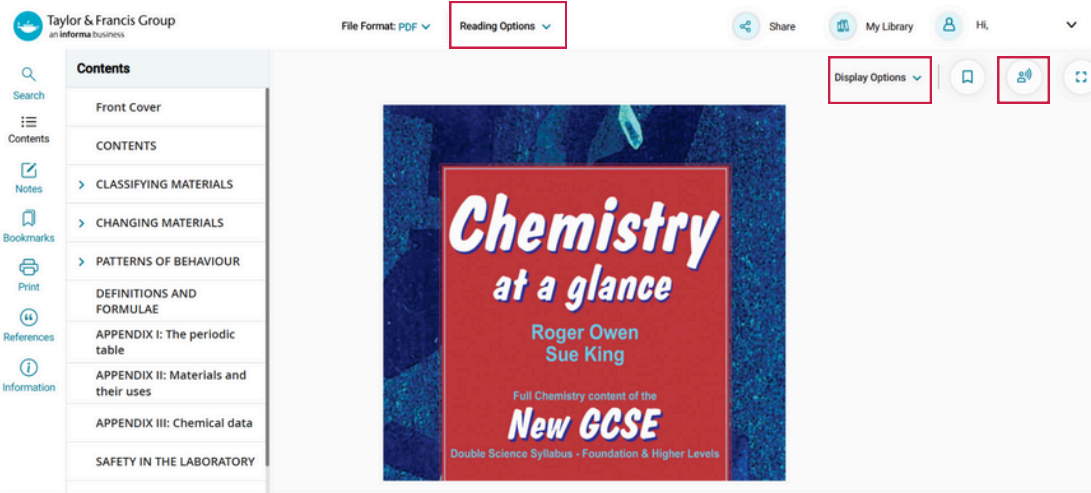 Taylor & Francis Group
an informa business
File Format: PDF
Reading Options
Share
My Library
Hi,
Search
Contents
Notes
Bookmarks
Print
References
Information
Contents
Front Cover
CONTENTS
CLASSIFYING MATERIALS
CHANGING MATERIALS
PATTERNS OF BEHAVIOUR
DEFINITIONS AND
FORMULAE
APPENDIX I: The periodic
table
APPENDIX II: Materials and
their uses
APPENDIX III: Chemical data
SAFETY IN THE LABORATORY
Display Options
Chemistry
at a glance
Roger Owen
Sue King
Full Chemistry content of the
New GCSE
Double Science Syllabus - Foundation & Higher Levels